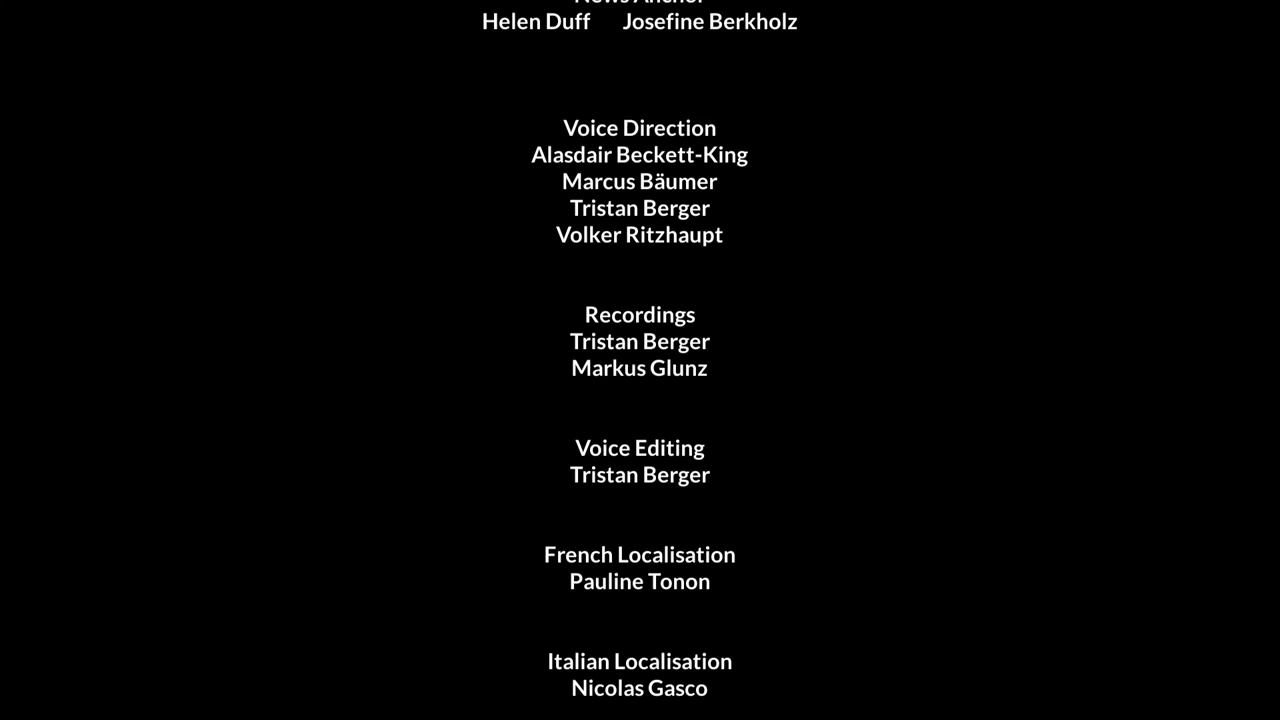 News Anchor
Helen Duff Josefine Berkholz
Voice Direction
Alasdair Beckett-King
Marcus Bäumer
Tristan Berger
Volker Ritzhaupt
Recordings
Tristan Berger
Markus Glunz
Voice Editing
Tristan Berger
French Localisation
Pauline Tonon
Italian Localisation
Nicolas Gasco